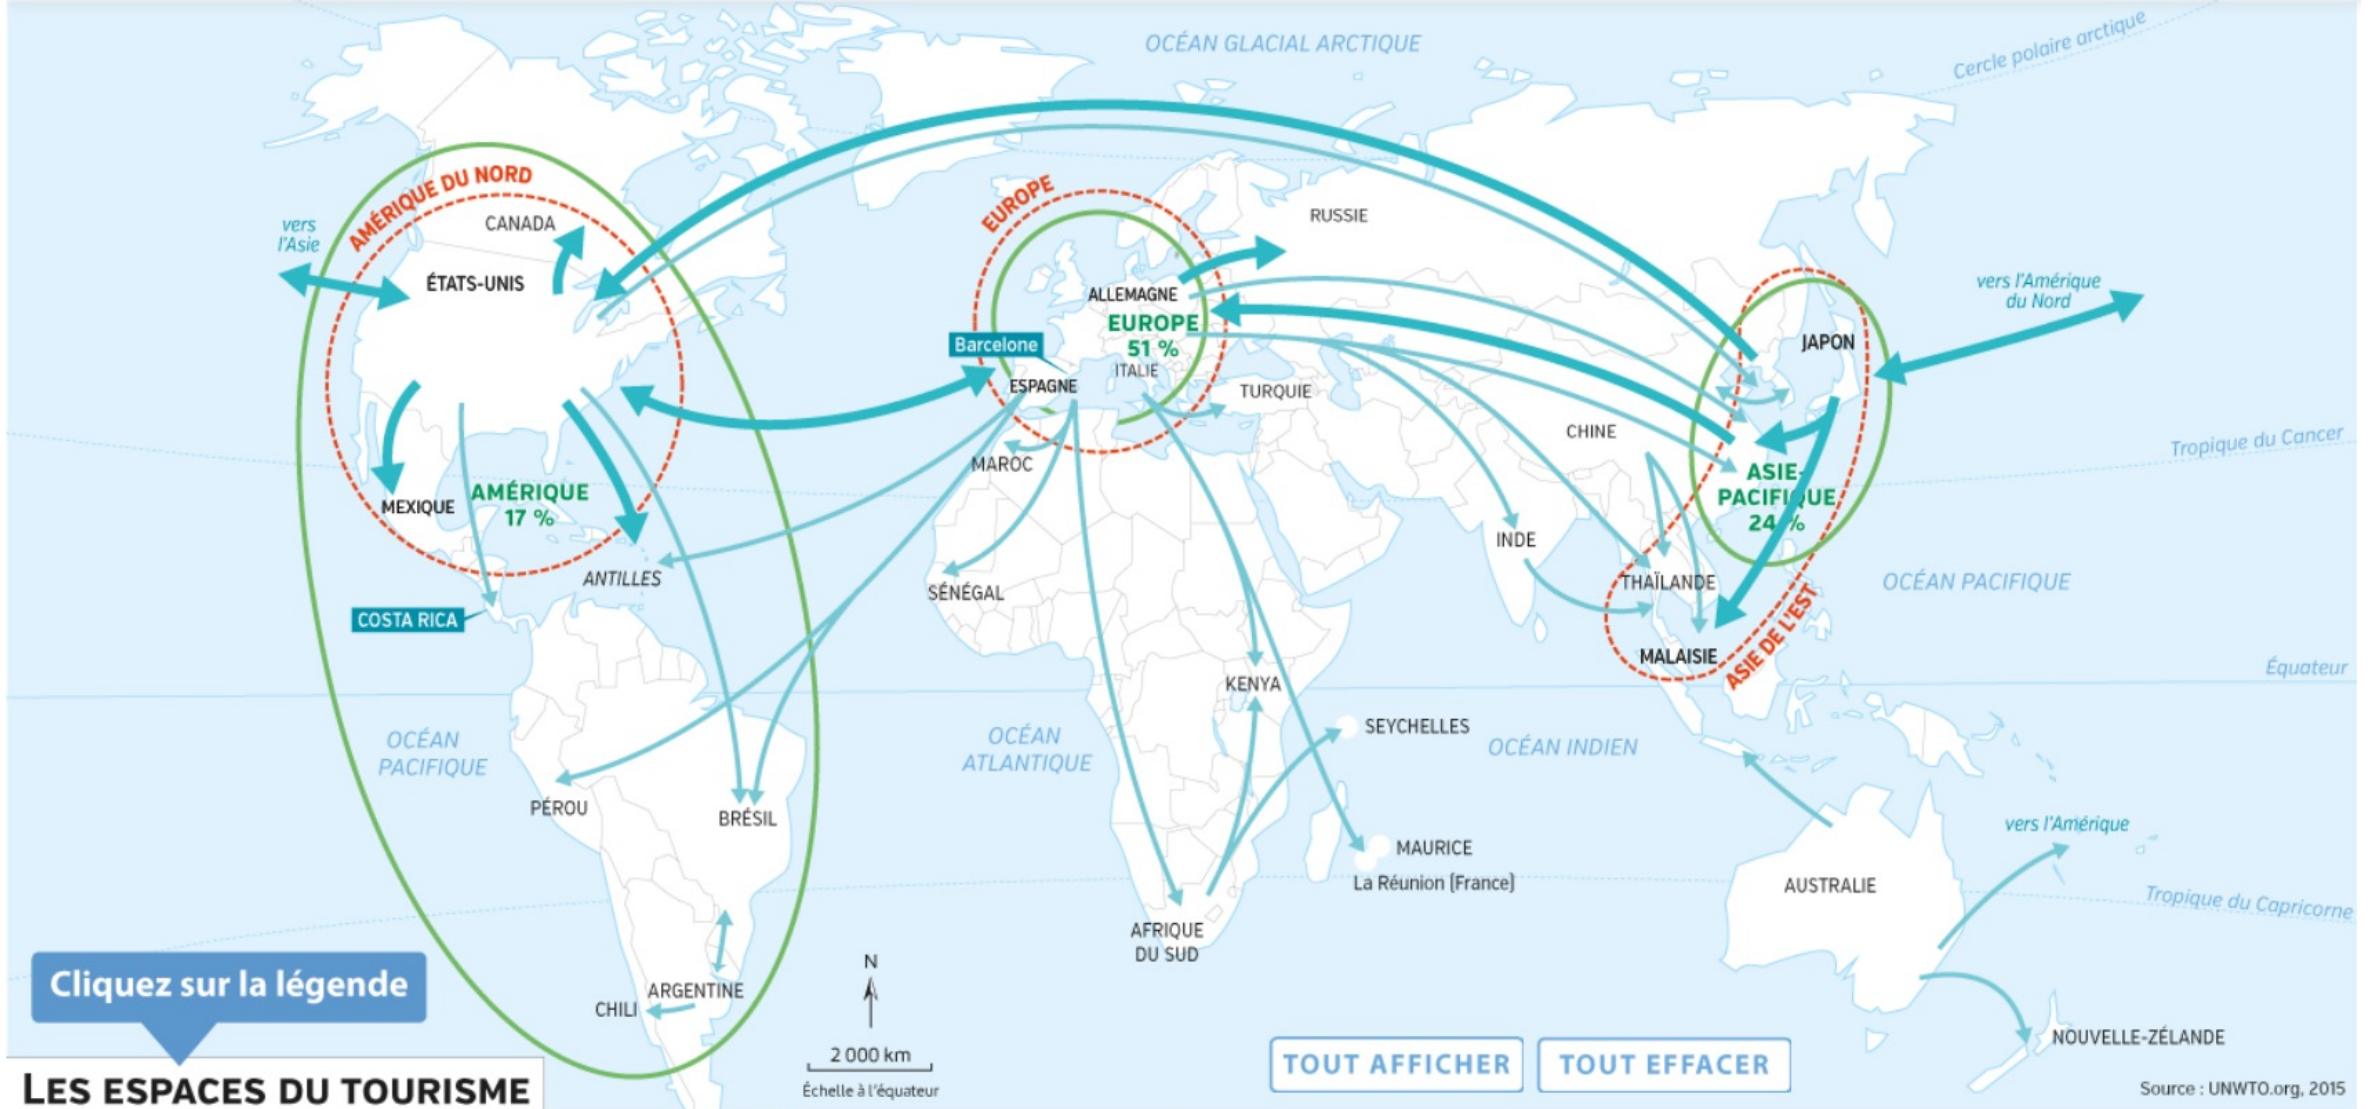 OCÉAN GLACIAL ARCTIQUE
Cercle polaire arctique
AMÉRIQUE DU NORD
EUROPE
CANADA
RUSSIE
vers
l'Asie
ÉTATS-UNIS
ALLEMAGNE
EUROPE
51 %
ITALIE
Barcelone
ESPAGNE
TURQUIE
vers l'Amérique
du Nord
JAPON
CHINE
Tropique du Cancer
MAROC
ASIE-
PACIFIQUE
24 %
AMÉRIQUE
17 %
MEXIQUE
INDE
ANTILLES
SÉNÉGAL
THAÏLANDE
OCÉAN PACIFIQUE
COSTA RICA
MALAISIE
ASIE DE L'EST
Équateur
KENYA
SEYCHELLES
OCÉAN
PACIFIQUE
OCÉAN
ATLANTIQUE
OCÉAN INDIEN
PÉROU
BRÉSIL
vers l'Amérique
MAURICE
La Réunion (France)
AUSTRALIE
Tropique du Capricorne
AFRIQUE
DU SUD
N
Cliquez sur la légende
ARGENTINE
CHILI
NOUVELLE-ZÉLANDE
2 000 km
Échelle à l'équateur
TOUT AFFICHER
TOUT EFFACER
LES ESPACES DU TOURISME
Source : UNWTO.org, 2015